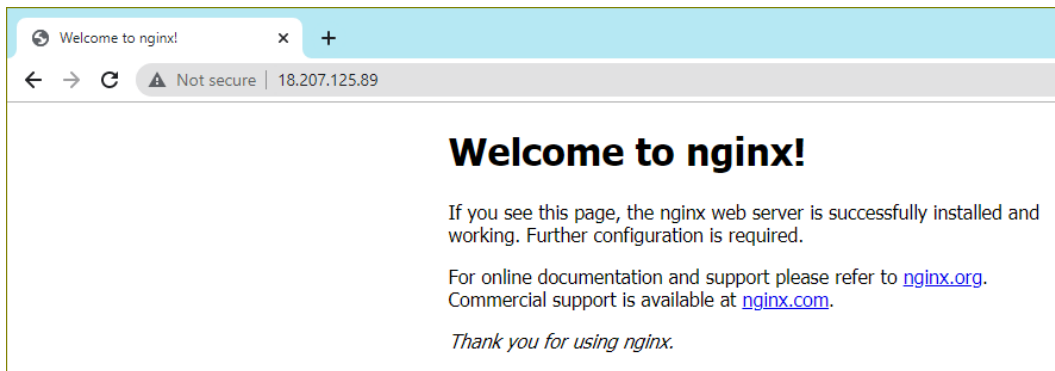 Welcome to nginx!
Not secure | 18.207.125.89
Welcome to nginx!
If you see this page, the nginx web server is successfully installed and
working. Further configuration is required.
For online documentation and support please refer to nginx.org.
Commercial support is available at nginx.com.
Thank you for using nginx.